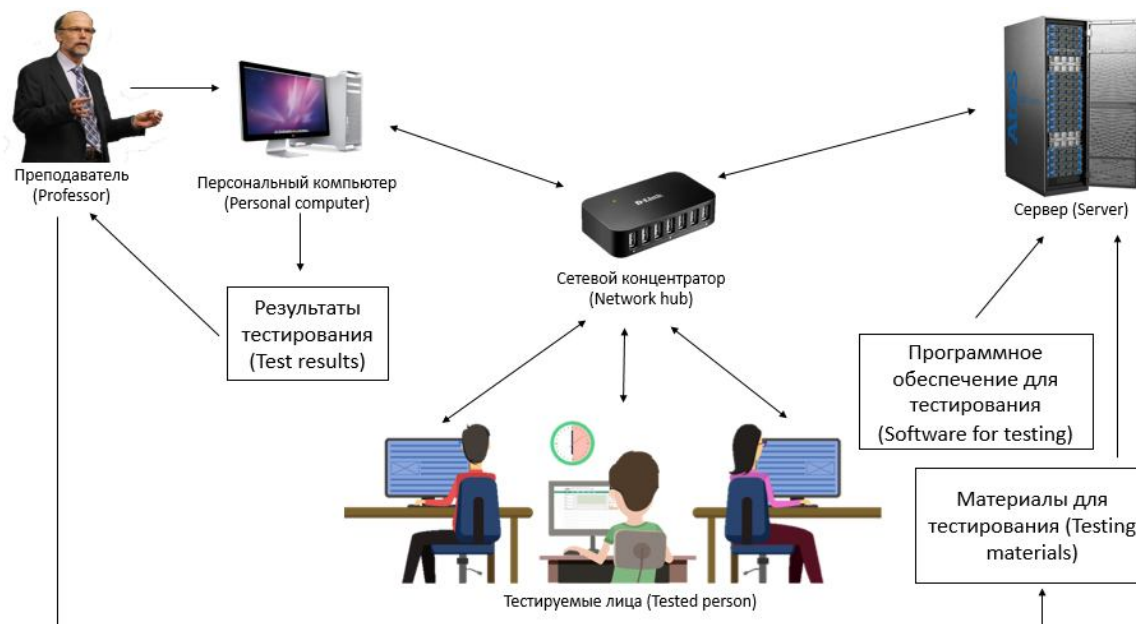 Преподаватель
(Professor)
Персональный компьютер
(Personal computer)
D-Link
Сетевой концентратор
(Network hub)
Сервер (Server)
Результаты
тестирования
(Test results)
Программное
обеспечение для
тестирования
(Software for testing)
Материалы для
тестирования (Testing
materials)
Тестируемые лица (Tested person)